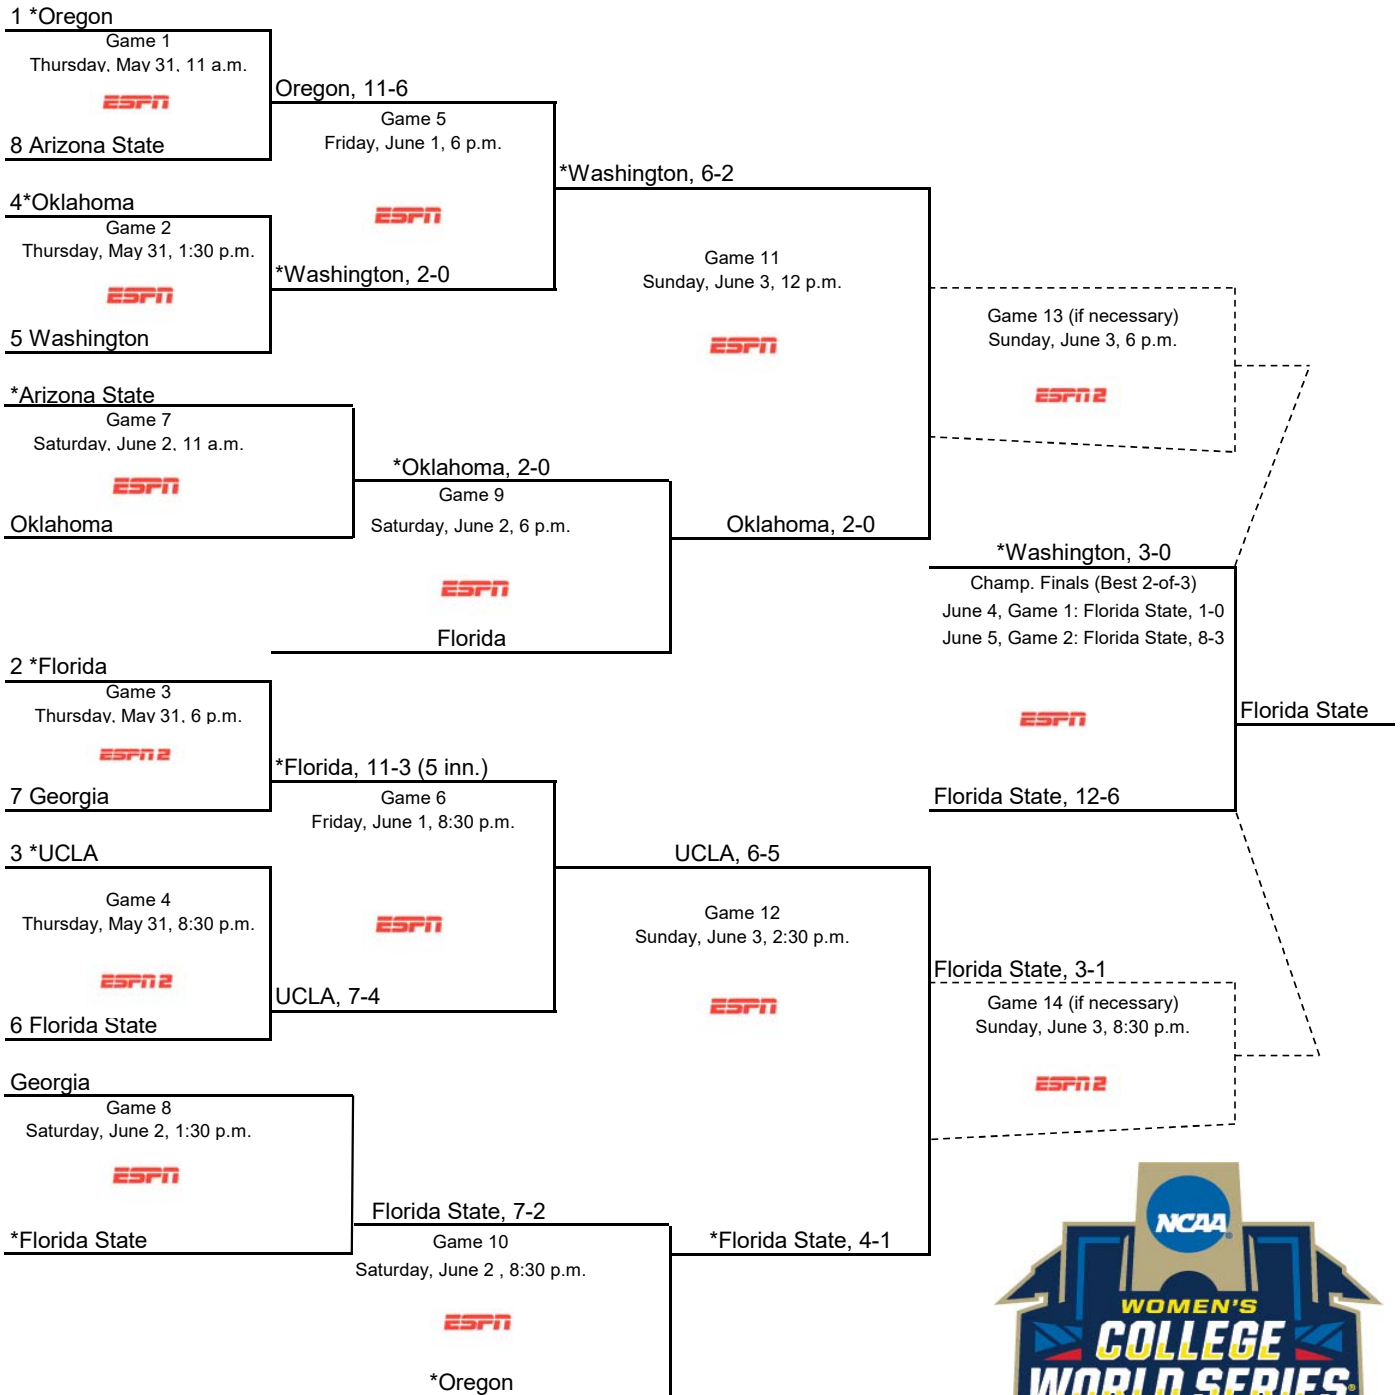 1 *Oregon
Game 1
Thursday, May 31, 11 a.m.
ESPN
8 Arizona State
Oregon, 11-6
Game 5
Friday, June 1, 6 p.m.
ESPN
*Washington, 2-0
4*Oklahoma
Game 2
Thursday, May 31, 1:30 p.m.
ESPN
5 Washington
*Washington, 6-2
Game 11
Sunday, June 3, 12 p.m.
ESPN
Oklahoma, 2-0
*Arizona State
Game 7
Saturday, June 2, 11 a.m.
ESPN
Oklahoma
*Oklahoma, 2-0
Game 9
Saturday, June 2, 6 p.m.
ESPN
Florida
Game 13 (if necessary)
Sunday, June 3, 6 p.m.
ESPN 2
*Washington, 3-0
Champ. Finals (Best 2-of-3)
June 4, Game 1: Florida State, 1-0
June 5, Game 2: Florida State, 8-3
ESPN
Florida State, 12-6
Florida State
2 *Florida
Game 3
Thursday, May 31, 6 p.m.
ESPN 2
7 Georgia
*Florida, 11-3 (5 inn.)
Game 6
Friday, June 1, 8:30 p.m.
ESPN
UCLA, 7-4
3 *UCLA
Game 4
Thursday, May 31, 8:30 p.m.
ESPN 2
6 Florida State
UCLA, 6-5
Game 12
Sunday, June 3, 2:30 p.m.
ESPN
*Florida State, 4-1
Florida State, 3-1
Game 14 (if necessary)
Sunday, June 3, 8:30 p.m.
ESPN 2
Georgia
Game 8
Saturday, June 2, 1:30 p.m.
ESPN
*Florida State
Florida State, 7-2
Game 10
Saturday, June 2 , 8:30 p.m.
ESPN
*Oregon
NCAA
WOMEN'S
COLLEGE
WORLD SERIES